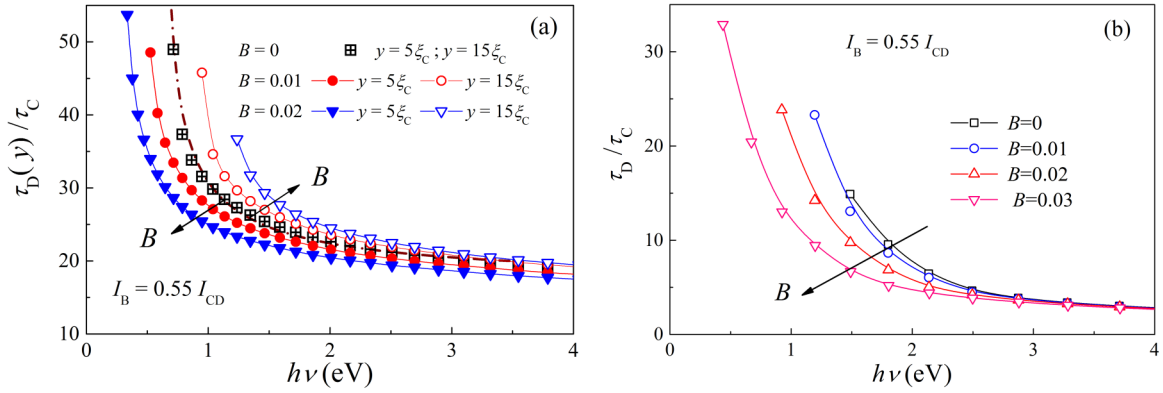 (a)
B = 0 y = 5ξC ; y = 15ξC
B = 0.01 y = 5ξC y = 15ξC
B = 0.02 y = 5ξC y = 15ξC
B
B
IB = 0.55 ICD
50
40
30
20
10
0 1 2 3 4
hν (eV)
τD(y) /τC
(b)
IB = 0.55 ICD
B=0
B=0.01
B=0.02
B=0.03
B
30
20
10
0
0 1 2 3 4
hν (eV)
τD/τC